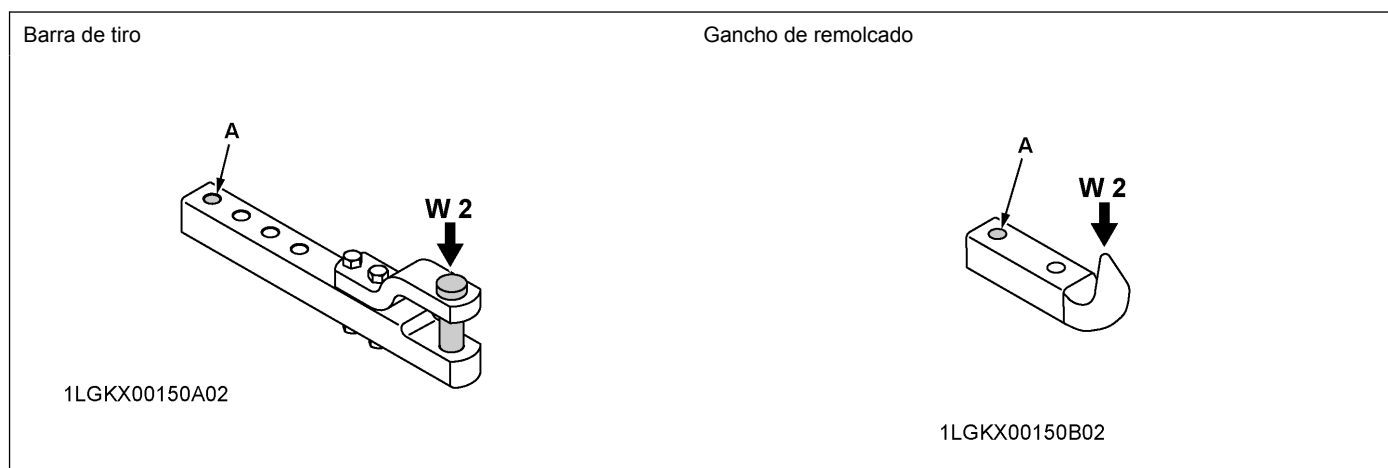 Barra de tiro
A
W 2
1LGKX00150A02
Gancho de remolcado
A
W 2
1LGKX00150B02